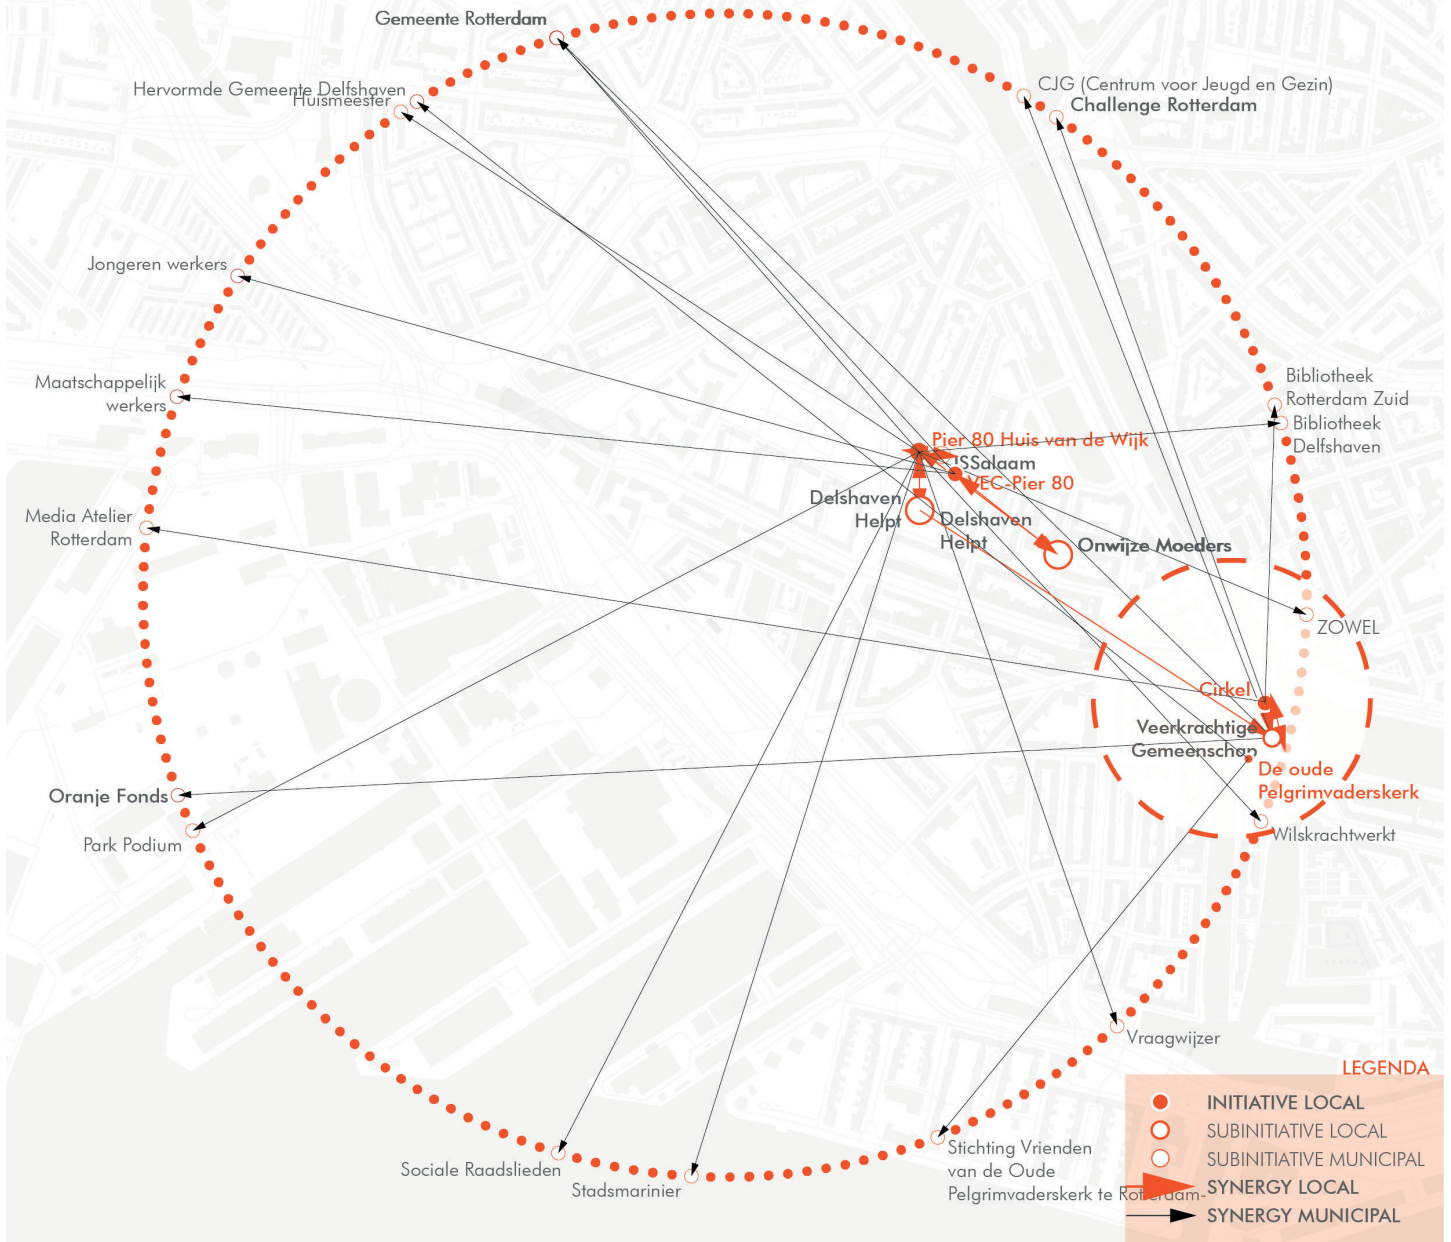 Gemeente Rotterdam
Hervormde Gemeente Delfshaven
Huismeester
CJG (Centrum voor Jeugd en Gezin)
Challenge Rotterdam
Jongeren werkers
Maatschappelijk
werkers
Bibliotheek
Rotterdam Zuid
Bibliotheek
Delfshaven
Pier 80 Huis van de Wijk
Salaam
VEC-Pier 80
Delshaven
Helpt
Delshaven
Helpt
Onwijze Moeders
Media Atelier
Rotterdam
ZOWEL
Cirkel
Veerkrachtige
Gemeenschap
De oude
Pelgrimvaderskerk
Oranje Fonds
Park Podium
Wilskrachtwerkt
Vraagwijzer
Sociale Raadslieden
Stadsmarinier
Stichting Vrienden
van de Oude
Pelgrimvaderskerk te Rotterdam-
LEGENDA
INITIATIVE LOCAL
SUBINITIATIVE LOCAL
SUBINITIATIVE MUNICIPAL
SYNERGY LOCAL
SYNERGY MUNICIPAL